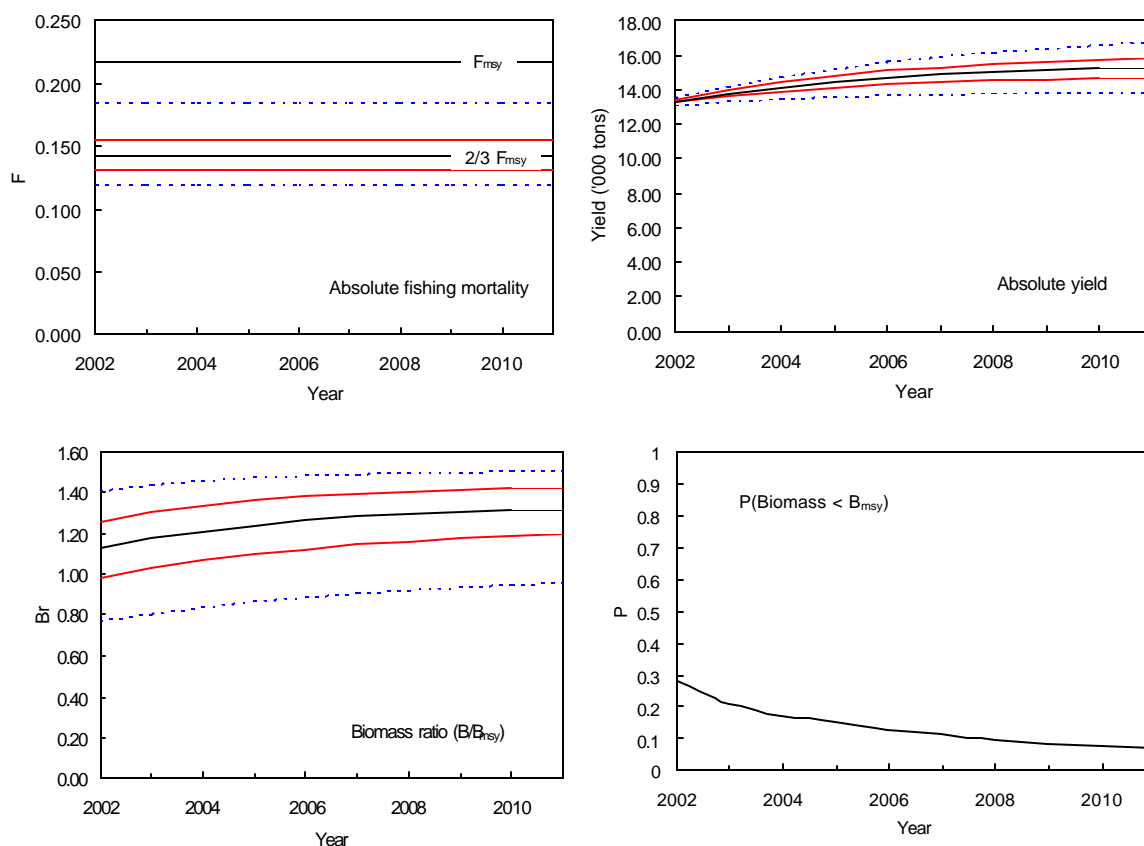 0.250
0.200
0.150
0.100
0.050
0.000
F
Fmsy
2/3 Fmsy
Absolute fishing mortality
2002 2004 2006 2008 2010
Year
18.00
16.00
14.00
12.00
10.00
8.00
6.00
4.00
2.00
0.00
Yield ('000 tons)
Absolute yield
2002 2004 2006 2008 2010
Year
1.60
1.40
1.20
1.00
0.80
0.60
0.40
0.20
0.00
Br
Biomass ratio (B/Bmsy)
2002 2004 2006 2008 2010
Year
1
0.9
0.8
0.7
0.6
0.5
0.4
0.3
0.2
0.1
0
P
P(Biomass < Bmsy)
2002 2004 2006 2008 2010
Year